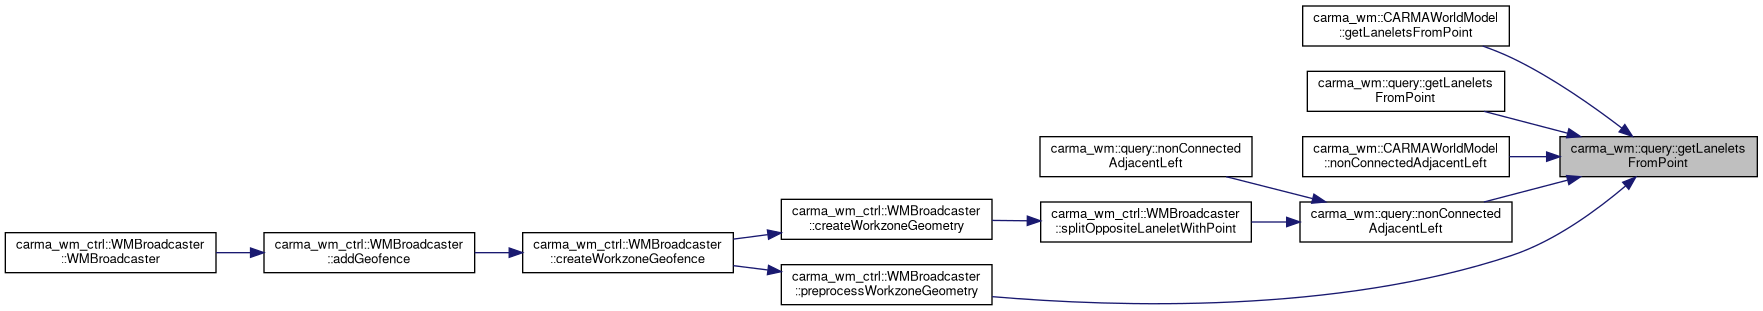 carma_wm::CARMAWorldModel
::getLaneletsFromPoint
carma_wm::query::getLanelets
FromPoint
carma_wm::query::nonConnected
AdjacentLeft
carma_wm::CARMAWorldModel
::nonConnectedAdjacentLeft
carma_wm::query::getLanelets
FromPoint
carma_wm_ctrl::WMBroadcaster
::createWorkzoneGeometry
carma_wm_ctrl::WMBroadcaster
::splitOppositeLaneletWithPoint
carma_wm::query::nonConnected
AdjacentLeft
carma_wm_ctrl::WMBroadcaster
::WMBroadcaster
carma_wm_ctrl::WMBroadcaster
::addGeofence
carma_wm_ctrl::WMBroadcaster
::createWorkzoneGeofence
carma_wm_ctrl::WMBroadcaster
::preprocessWorkzoneGeometry